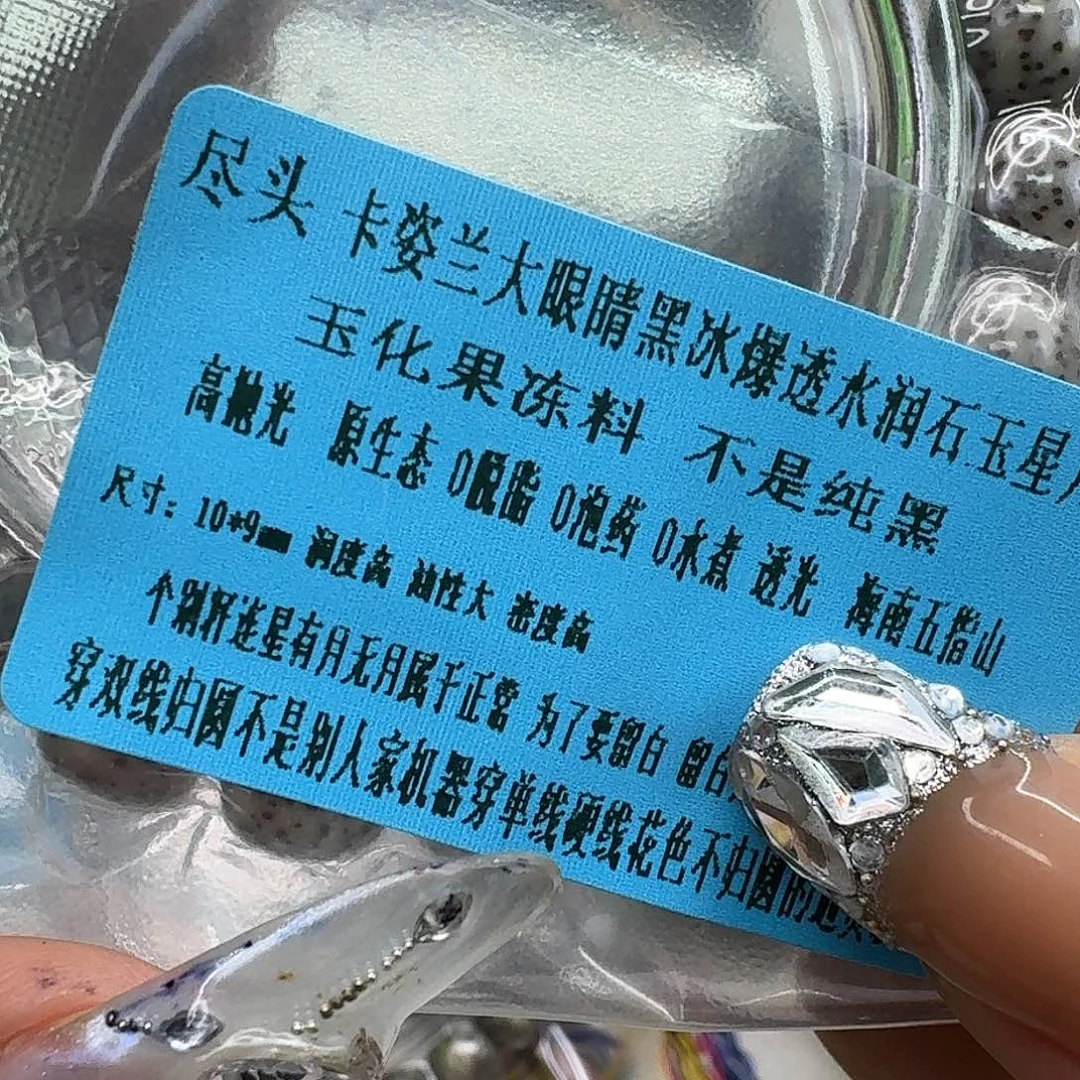 尽头 卡姿兰大眼睛黑冰爆透水润石玉星月
玉化果冻料 不是纯黑
高抛光 原生态 0脱脂 0泡药 0水煮 透光 海南五指山
尺寸：10*9mm 润度高 油性大 密度高
个别籽连星有月无月属于正常 为了要留白 留白
穿双线归圆不是别人家机器穿单线硬线花色不归圆的